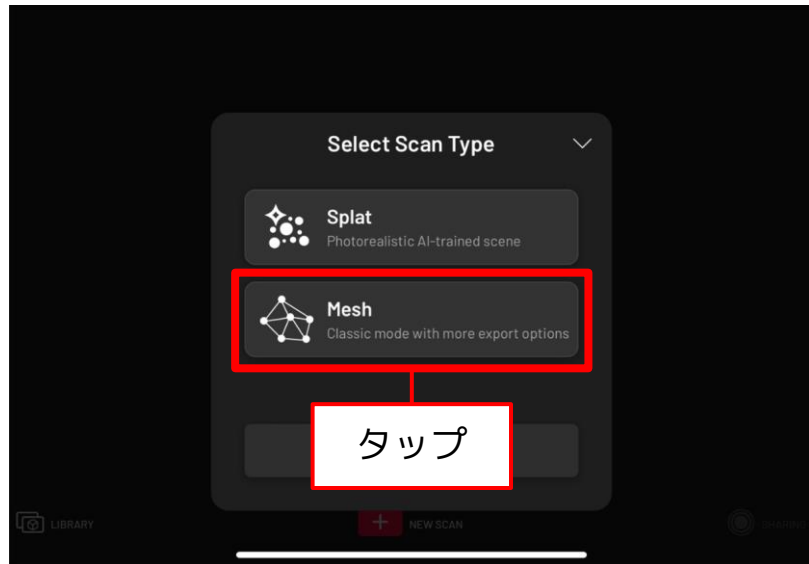 Select Scan Type
Splat
Photorealistic AI-trained scene
Mesh
Classic mode with more export options
タップ
LIBRARY
NEW SCAN
SHARING